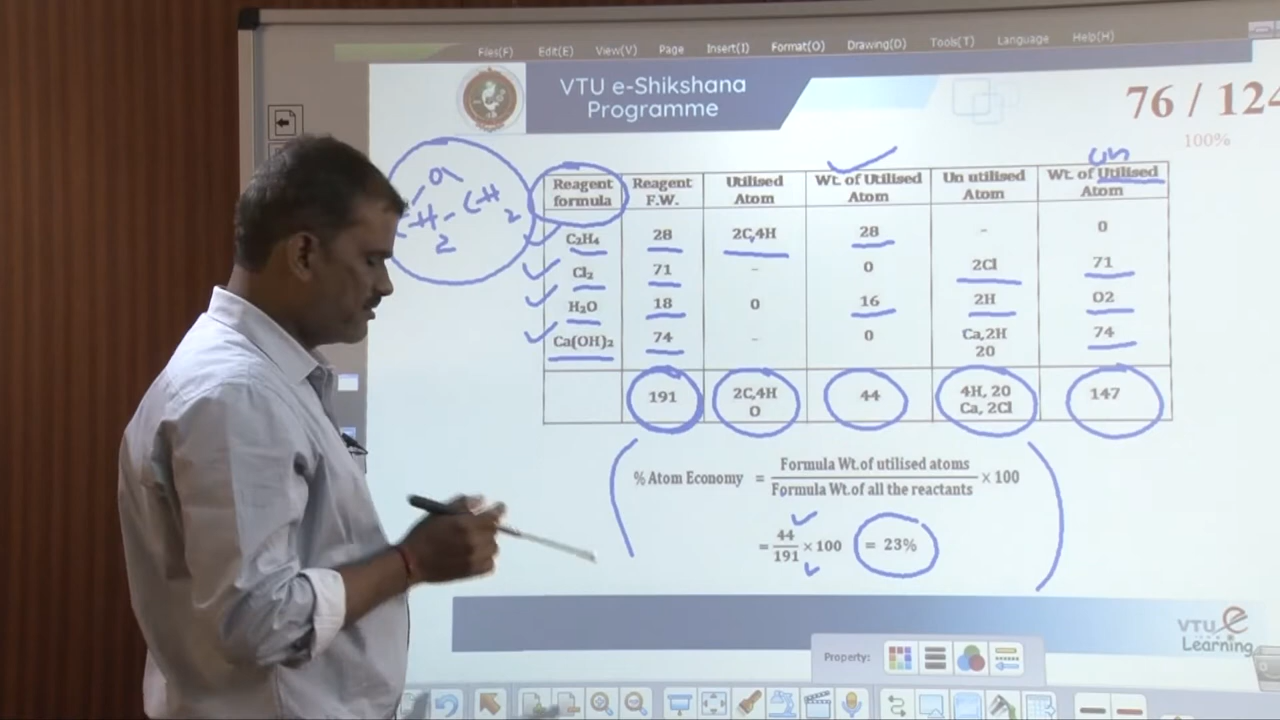 Files(F) Edit(E) View(V) Page Insert(I) Format(O) Drawing(D) Tools(T) Language Help(H)
VTU e-Shikshana
Programme
76 / 124
100%
un
Reagent formula Reagent F.W. Utilised Atom Wt. of Utilised Atom Un utilised Atom Wt. of Utilised Atom
C₂H₄ 28 2C,4H 28 - 0
Cl₂ 71 - 0 2Cl 71
H₂O 18 O 16 2H O2
Ca(OH)₂ 74 - 0 Ca,2H 2O 74
191 2C,4H O 44 4H, 2O Ca, 2Cl 147
% Atom Economy = Formula Wt.of utilised atoms / Formula Wt.of all the reactants × 100
= 44 / 191 × 100 = 23%
VTU e
Learning
Property: